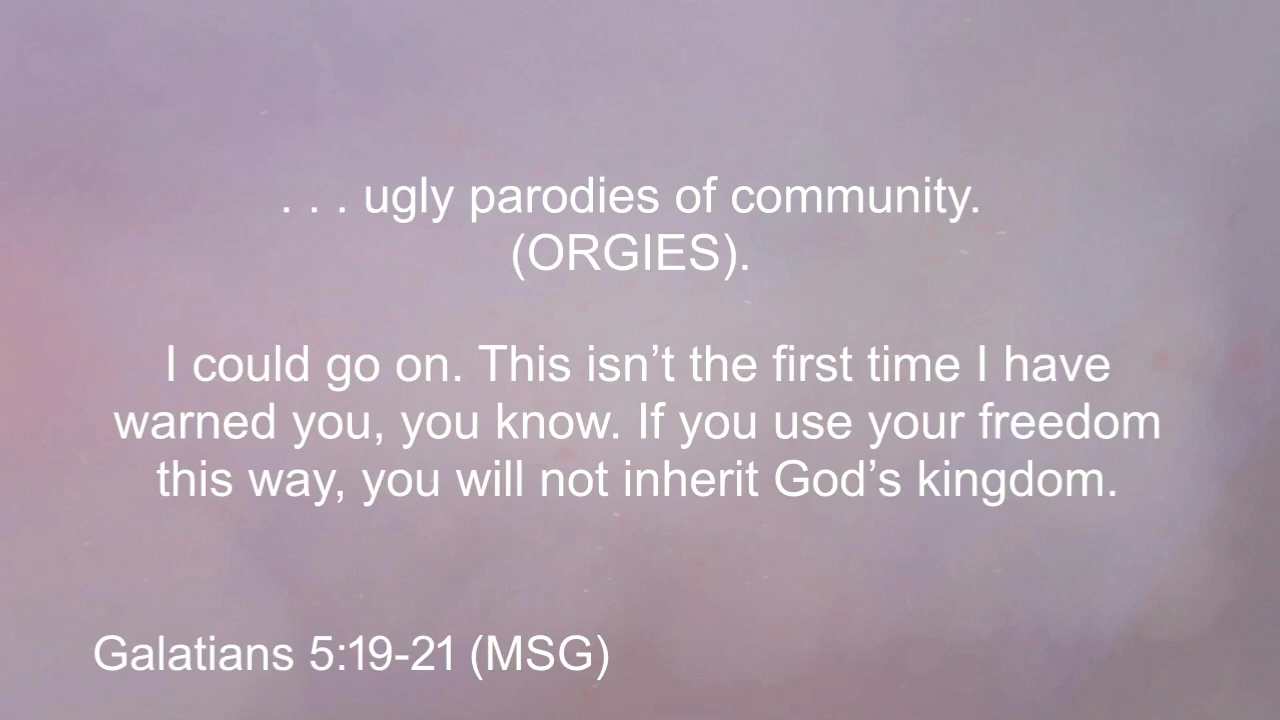 . . . ugly parodies of community.
(ORGIES).
I could go on. This isn’t the first time I have
warned you, you know. If you use your freedom
this way, you will not inherit God’s kingdom.
Galatians 5:19-21 (MSG)